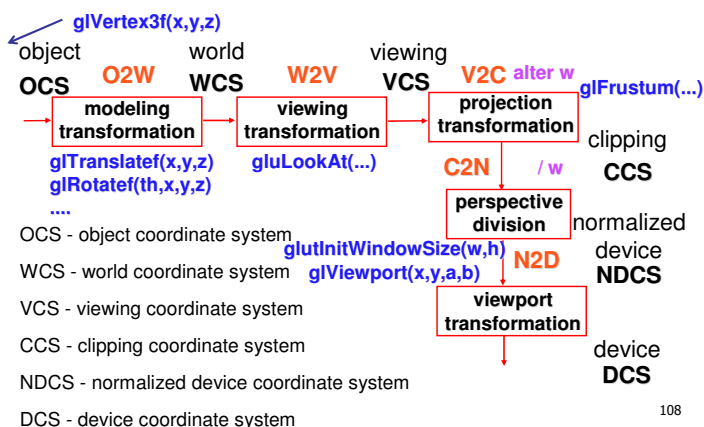 glVertex3f(x,y,z)
object
OCS
O2W
world
WCS
W2V
viewing
VCS
V2C
alter w
glFrustum(...)
modeling
transformation
viewing
transformation
projection
transformation
glTranslatef(x,y,z)
glRotatef(th,x,y,z)
....
gluLookAt(...)
clipping
CCS
C2N
/ w
perspective
division
normalized
device
NDCS
OCS - object coordinate system
glutInitWindowSize(w,h)
glViewport(x,y,a,b)
N2D
WCS - world coordinate system
viewport
transformation
VCS - viewing coordinate system
CCS - clipping coordinate system
device
DCS
NDCS - normalized device coordinate system
DCS - device coordinate system
108